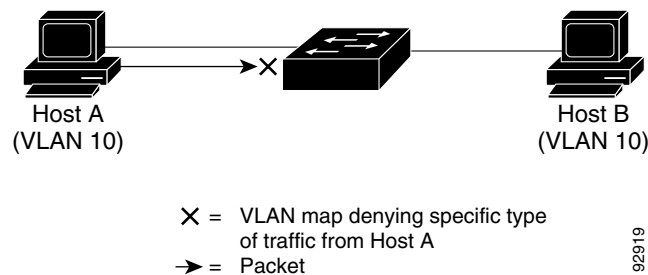 Host A
(VLAN 10)
Host B
(VLAN 10)
= VLAN map denying specific type
of traffic from Host A
= Packet
92919